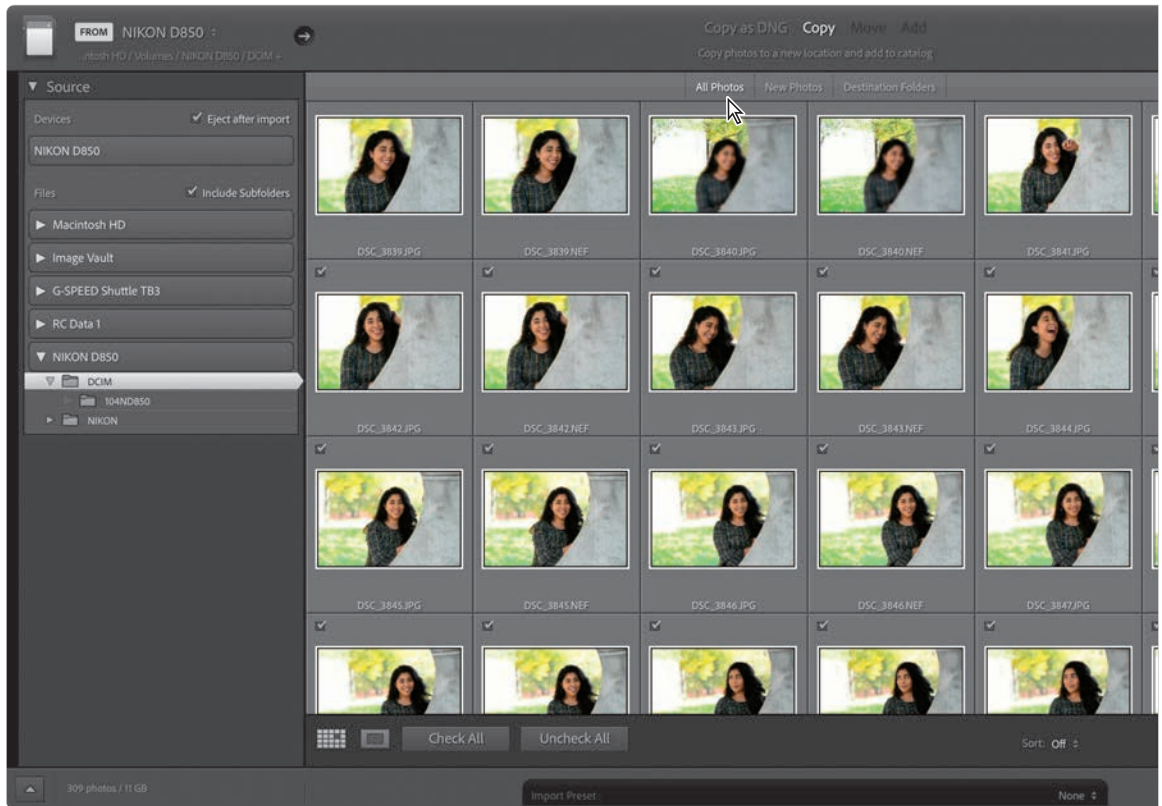 FROM NIKON D850
...ntosh HD / Volumes / NIKON D850 / DCIM
Copy as DNG Copy Move Add
Copy photos to a new location and add to catalog
Source
Devices Eject after import
NIKON D850
Files Include Subfolders
Macintosh HD
Image Vault
G-SPEED Shuttle TB3
RC Data 1
NIKON D850
DCIM
104ND850
NIKON
All Photos New Photos Destination Folders
DSC_3839.JPG DSC_3839.NEF DSC_3840.JPG DSC_3840.NEF DSC_3841.JPG
DSC_3842.JPG DSC_3842.NEF DSC_3843.JPG DSC_3843.NEF DSC_3844.JPG
DSC_3845.JPG DSC_3845.NEF DSC_3846.JPG DSC_3846.NEF DSC_3847.JPG
Check All Uncheck All Sort: Off
309 photos / 11 GB
Import Preset: None